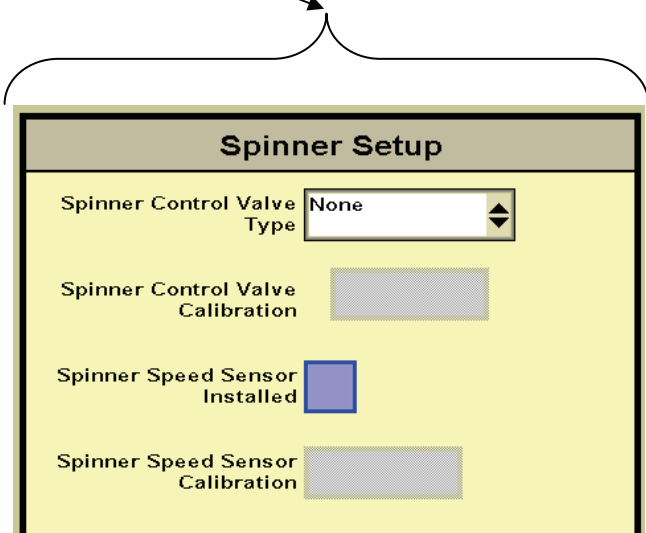 Spinner Setup
Spinner Control Valve
Type
None
Spinner Control Valve
Calibration
Spinner Speed Sensor
Installed
Spinner Speed Sensor
Calibration